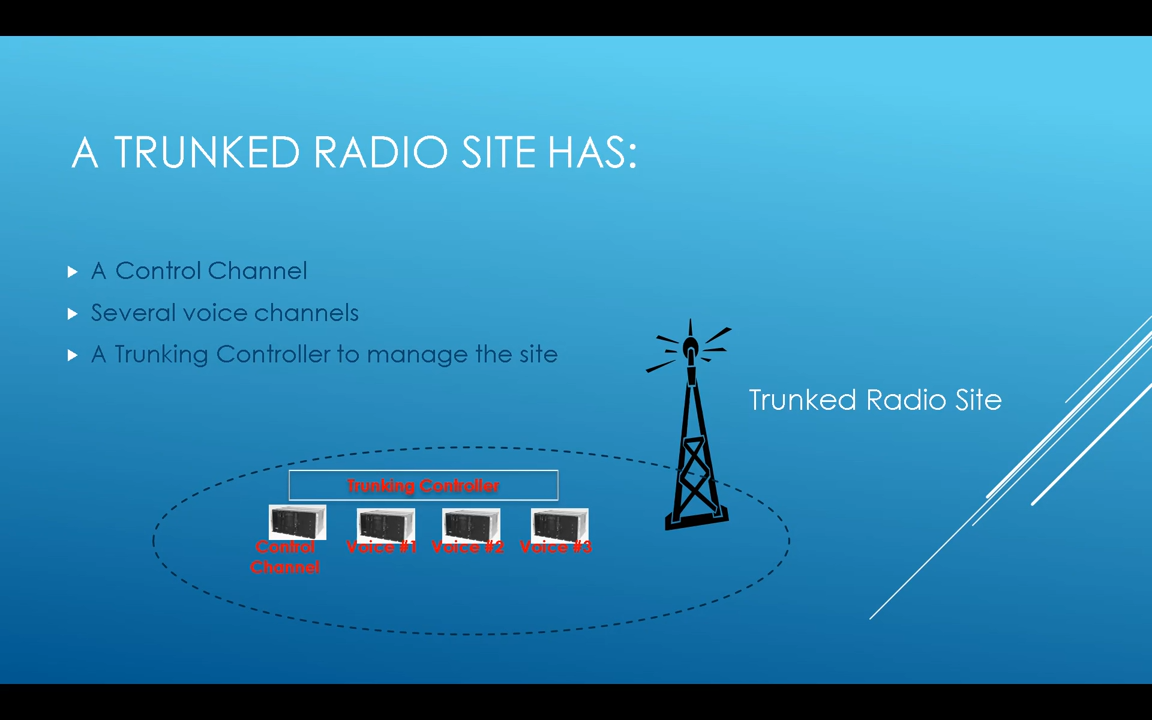 A TRUNKED RADIO SITE HAS:
A Control Channel
Several voice channels
A Trunking Controller to manage the site
Trunked Radio Site
Trunking Controller
Control Channel
Voice #1
Voice #2
Voice #3